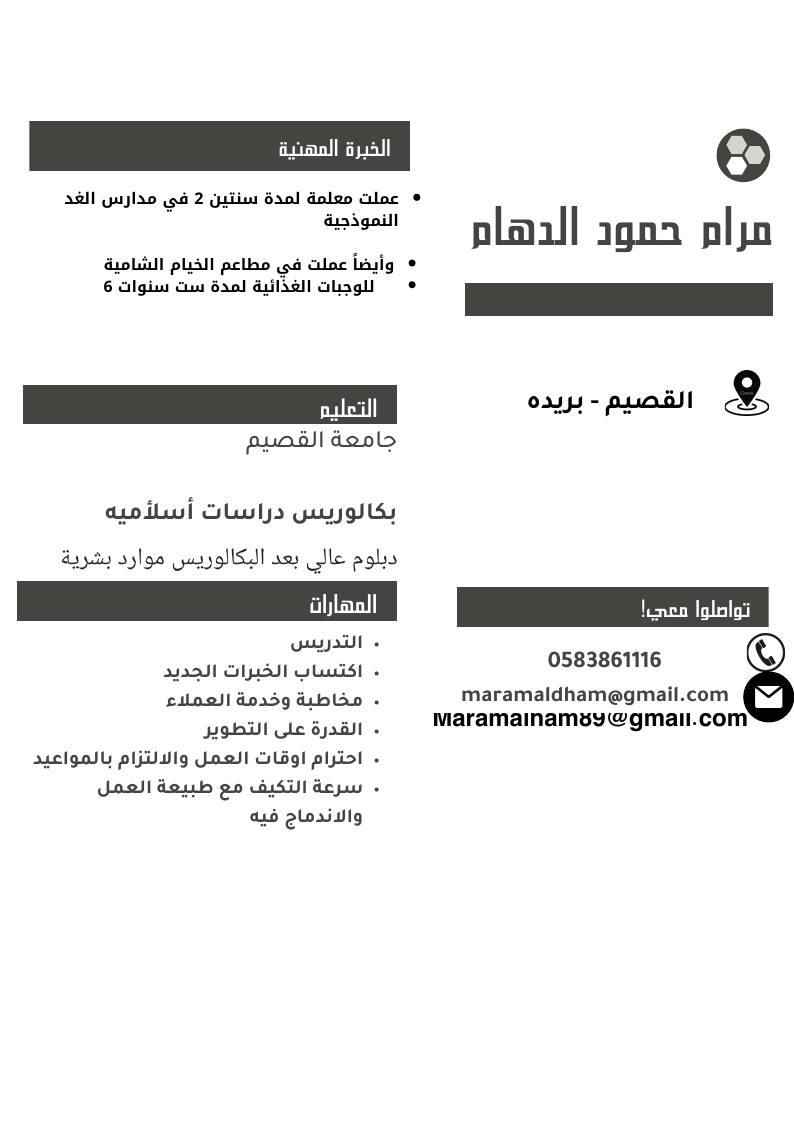 مرام حمود الدهام
القصيم - بريده
تواصلوا معي!
0583861116
maramaldham@gmail.com
الخبرة المهنية
عملت معلمة لمدة سنتين 2 في مدارس الغد
النموذجية
وأيضاً عملت في مطاعم الخيام الشامية
للوجبات الغذائية لمدة ست سنوات 6
التعليم
جامعة القصيم
بكالوريس دراسات أسلأميه
دبلوم عالي بعد البكالوريس موارد بشرية
المهارات
التدريس
اكتساب الخبرات الجديد
مخاطبة وخدمة العملاء
القدرة على التطوير
احترام اوقات العمل والالتزام بالمواعيد
سرعة التكيف مع طبيعة العمل
والاندماج فيه